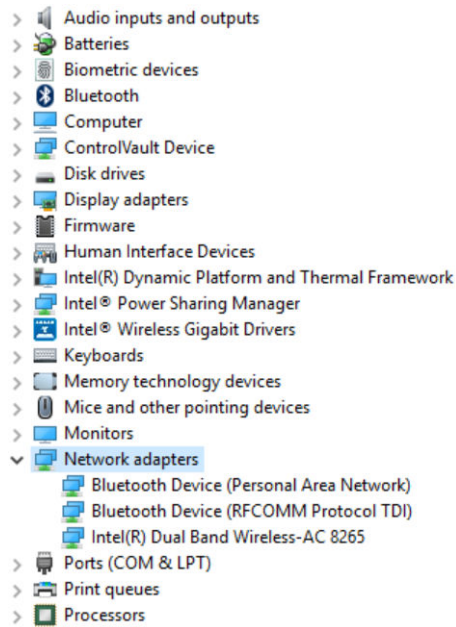 Audio inputs and outputs
Batteries
Biometric devices
Bluetooth
Computer
ControlVault Device
Disk drives
Display adapters
Firmware
Human Interface Devices
Intel(R) Dynamic Platform and Thermal Framework
Intel® Power Sharing Manager
Intel® Wireless Gigabit Drivers
Keyboards
Memory technology devices
Mice and other pointing devices
Monitors
Network adapters
Bluetooth Device (Personal Area Network)
Bluetooth Device (RFCOMM Protocol TDI)
Intel(R) Dual Band Wireless-AC 8265
Ports (COM & LPT)
Print queues
Processors